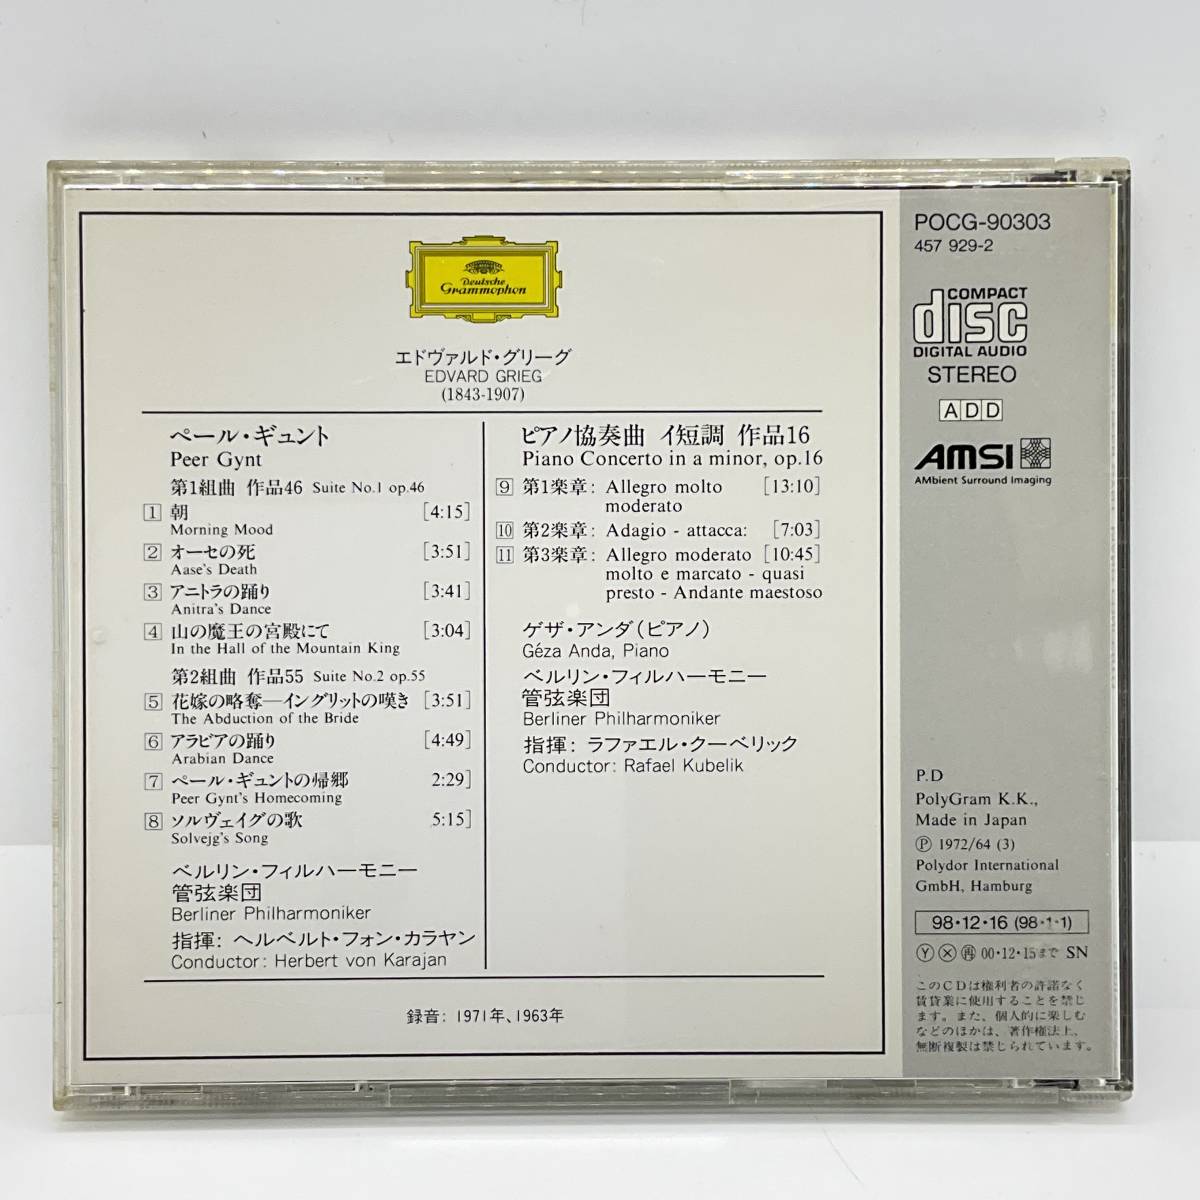 Deutsche
Grammophon
エドヴァルド・グリーグ
EDVARD GRIEG
(1843-1907)
ペール・ギュント
Peer Gynt
第1組曲 作品46 Suite No.1 op.46
1 朝 [4:15]
Morning Mood
2 オーセの死 [3:51]
Aase's Death
3 アニトラの踊り [3:41]
Anitra's Dance
4 山の魔王の宮殿にて [3:04]
In the Hall of the Mountain King
第2組曲 作品55 Suite No.2 op.55
5 花嫁の略奪―イングリットの嘆き [3:51]
The Abduction of the Bride
6 アラビアの踊り [4:49]
Arabian Dance
7 ペール・ギュントの帰郷 2:29]
Peer Gynt's Homecoming
8 ソルヴェイグの歌 5:15]
Solvejg's Song
ベルリン・フィルハーモニー
管弦楽団
Berliner Philharmoniker
指揮: ヘルベルト・フォン・カラヤン
Conductor: Herbert von Karajan
ピアノ協奏曲 イ短調 作品16
Piano Concerto in a minor, op.16
9 第1楽章: Allegro molto [13:10]
moderato
10 第2楽章: Adagio - attacca: [7:03]
11 第3楽章: Allegro moderato [10:45]
molto e marcato - quasi
presto - Andante maestoso
ゲザ・アンダ(ピアノ)
Géza Anda, Piano
ベルリン・フィルハーモニー
管弦楽団
Berliner Philharmoniker
指揮: ラファエル・クーベリック
Conductor: Rafael Kubelik
録音: 1971年、1963年
POCG-90303
457 929-2
COMPACT
disc
DIGITAL AUDIO
STEREO
ADD
AMSI
AMbient Surround Imaging
P.D
PolyGram K.K.,
Made in Japan
Ⓟ 1972/64 (3)
Polydor International
GmbH, Hamburg
98・12・16 (98・1・1)
Ⓨ Ⓧ ㊢ 00・12・15まで SN
このCDは権利者の許諾なく
賃貸業に使用することを禁じ
ます。また、個人的に楽しむ
などのほかは、著作権法上、
無断複製は禁じられています。